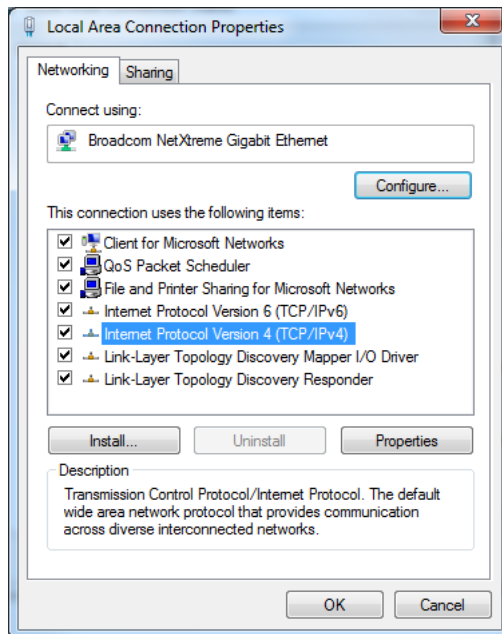 Local Area Connection Properties
Networking
Sharing
Connect using:
Broadcom NetXtreme Gigabit Ethernet
Configure...
This connection uses the following items:
Client for Microsoft Networks
QoS Packet Scheduler
File and Printer Sharing for Microsoft Networks
Internet Protocol Version 6 (TCP/IPv6)
Internet Protocol Version 4 (TCP/IPv4)
Link-Layer Topology Discovery Mapper I/O Driver
Link-Layer Topology Discovery Responder
Install...
Uninstall
Properties
Description
Transmission Control Protocol/Internet Protocol. The default
wide area network protocol that provides communication
across diverse interconnected networks.
OK
Cancel